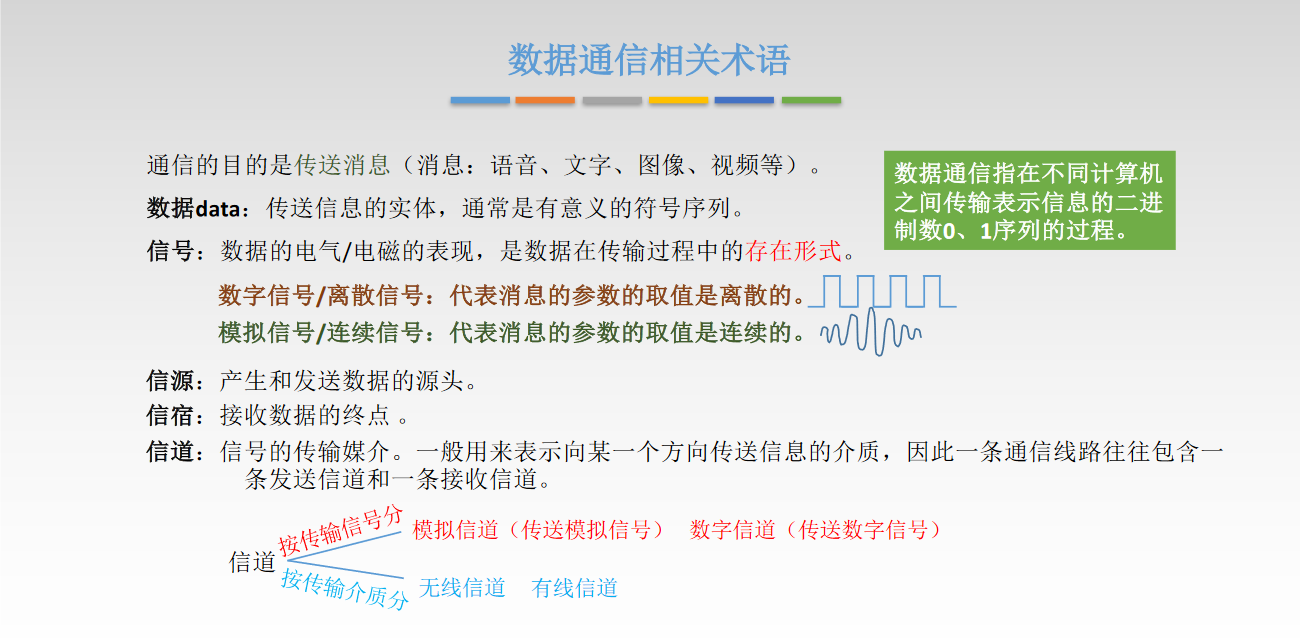 数据通信相关术语
通信的目的是传送消息（消息：语音、文字、图像、视频等）。
数据通信指在不同计算机
之间传输表示信息的二进
制数0、1序列的过程。
数据data：传送信息的实体，通常是有意义的符号序列。
信号：数据的电气/电磁的表现，是数据在传输过程中的存在形式。
数字信号/离散信号：代表消息的参数的取值是离散的。
模拟信号/连续信号：代表消息的参数的取值是连续的。
信源：产生和发送数据的源头。
信宿：接收数据的终点 。
信道：信号的传输媒介。一般用来表示向某一个方向传送信息的介质，因此一条通信线路往往包含一
条发送信道和一条接收信道。
信道
按传输信号分
模拟信道（传送模拟信号） 数字信道（传送数字信号）
按传输介质分
无线信道 有线信道